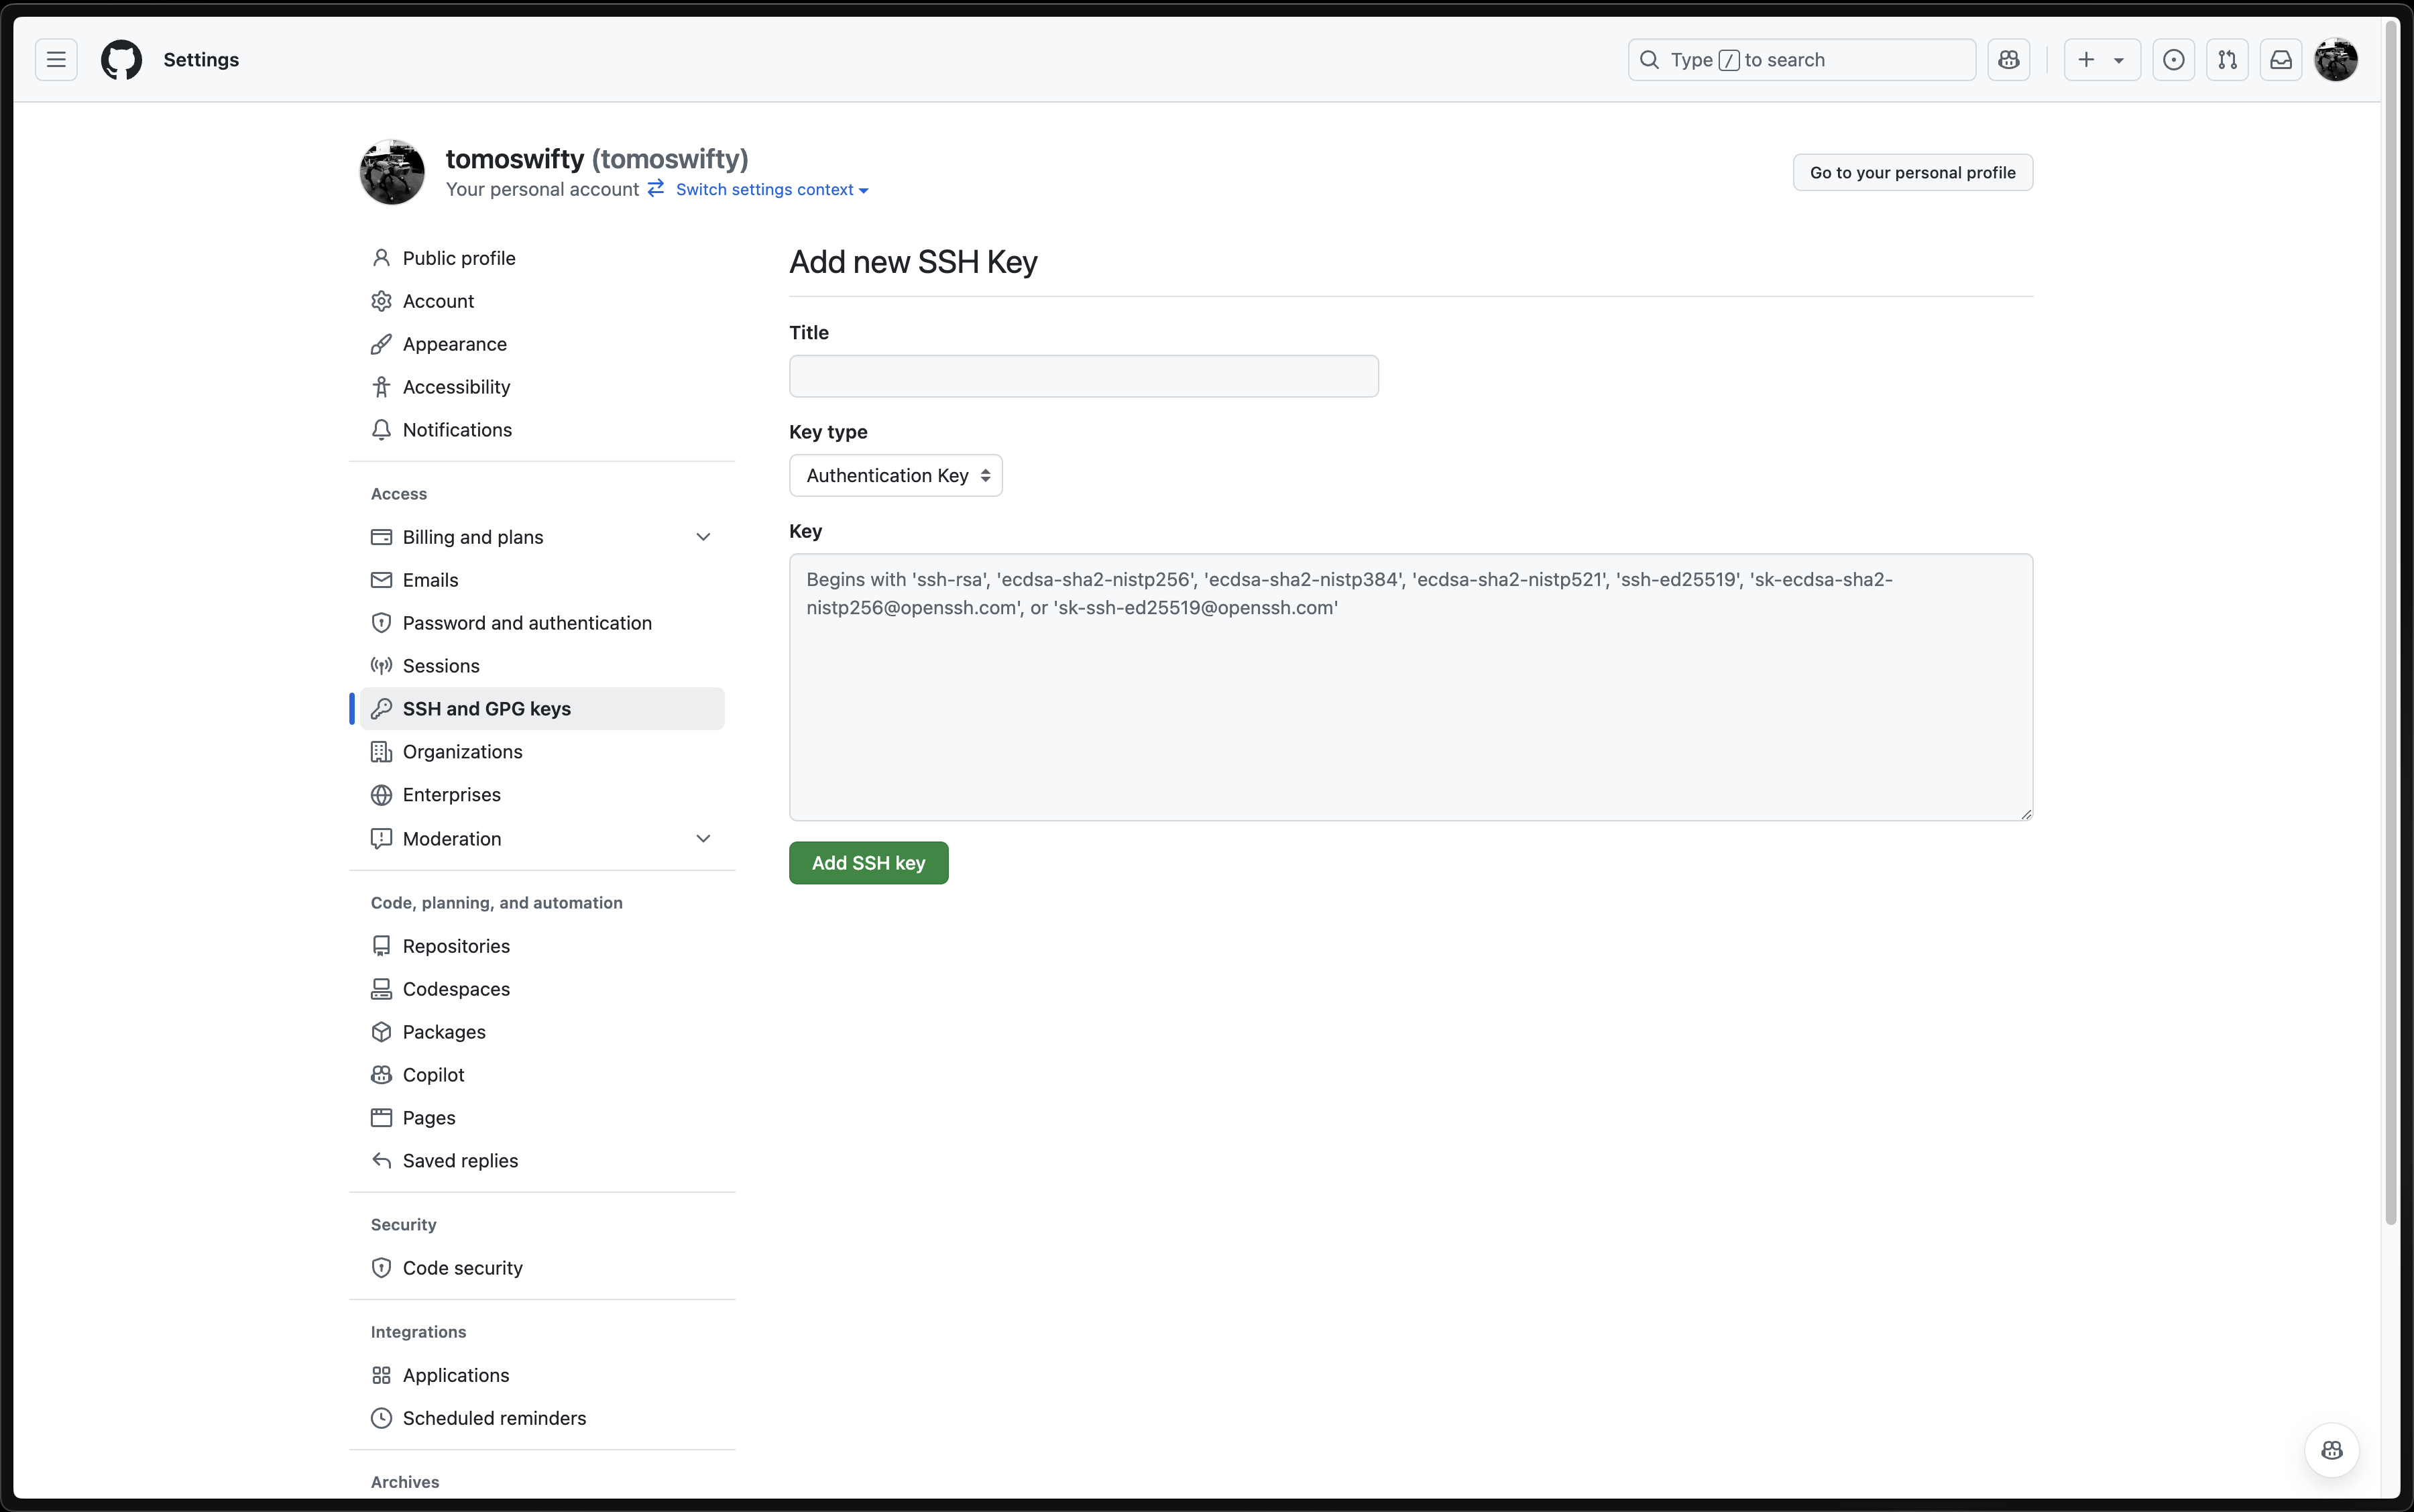 Settings
Type / to search
tomoswifty (tomoswifty)
Your personal account Switch settings context
Go to your personal profile
Public profile
Account
Appearance
Accessibility
Notifications
Access
Billing and plans
Emails
Password and authentication
Sessions
SSH and GPG keys
Organizations
Enterprises
Moderation
Code, planning, and automation
Repositories
Codespaces
Packages
Copilot
Pages
Saved replies
Security
Code security
Integrations
Applications
Scheduled reminders
Archives
Add new SSH Key
Title
Key type
Authentication Key
Key
Begins with 'ssh-rsa', 'ecdsa-sha2-nistp256', 'ecdsa-sha2-nistp384', 'ecdsa-sha2-nistp521', 'ssh-ed25519', 'sk-ecdsa-sha2-
nistp256@openssh.com', or 'sk-ssh-ed25519@openssh.com'
Add SSH key